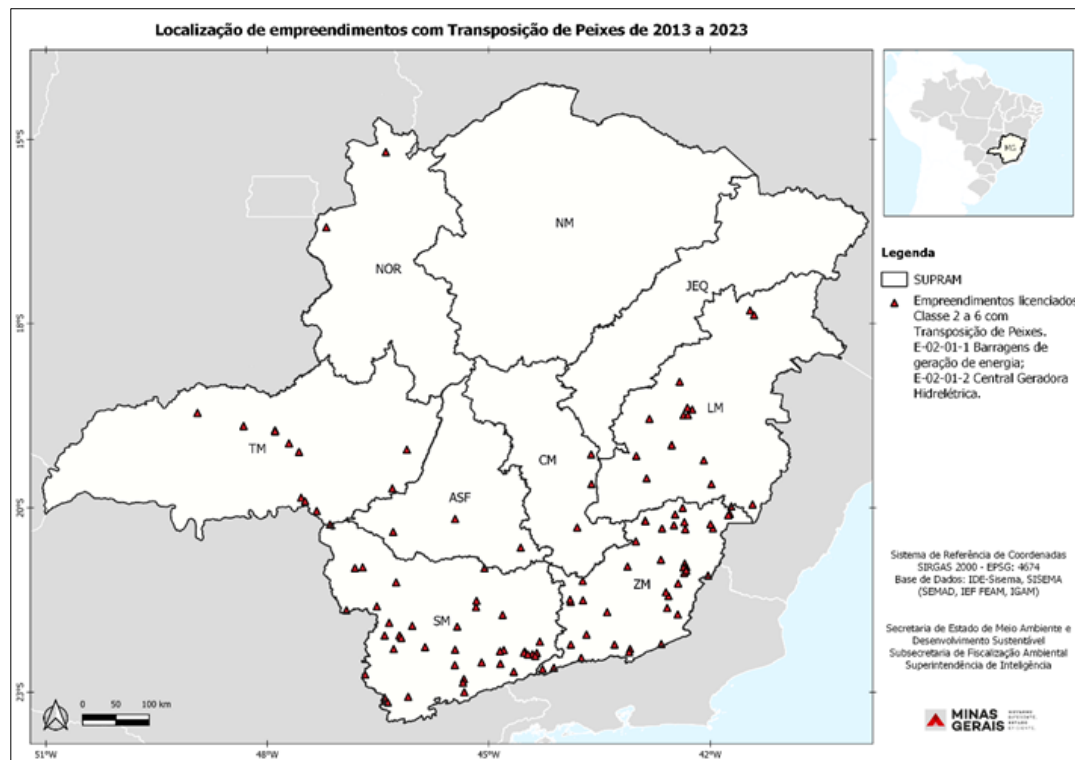 Localização de empreendimentos com Transposição de Peixes de 2013 a 2023
15°S
18°S
20°S
23°S
51°W
48°W
45°W
42°W
NM
NOR
JEQ
LM
TM
CM
ASF
ZM
SM
0 50 100 km
MG
Legenda
SUPRAM
Empreendimentos licenciados
Classe 2 a 6 com
Transposição de Peixes.
E-02-01-1 Barragens de
geração de energia;
E-02-01-2 Central Geradora
Hidrelétrica.
Sistema de Referência de Coordenadas
SIRGAS 2000 - EPSG: 4674
Base de Dados: IDE-Sisema, SISEMA
(SEMAD, IEF FEAM, IGAM)
Secretaria de Estado de Meio Ambiente e
Desenvolvimento Sustentável
Subsecretaria de Fiscalização Ambiental
Superintendência de Inteligência
MINAS
GERAIS